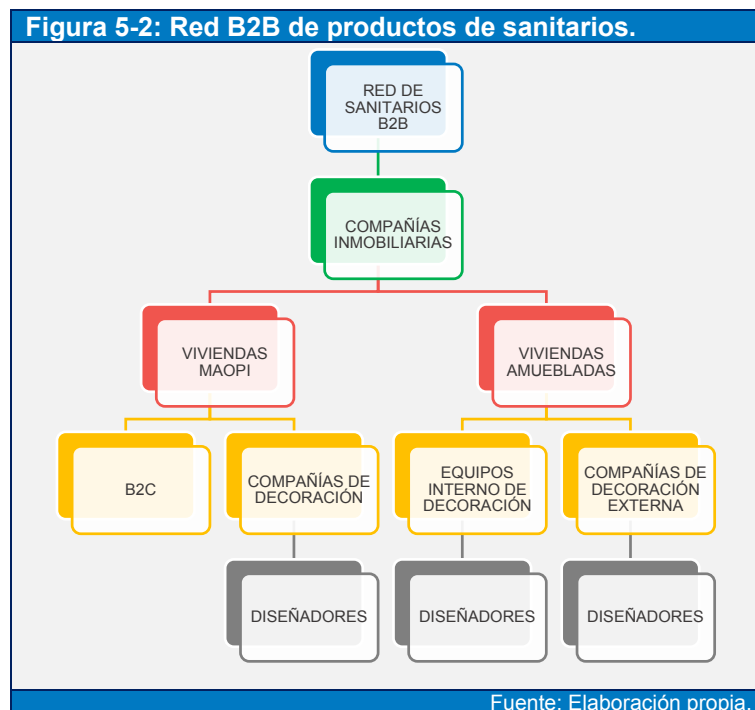 Figura 5-2: Red B2B de productos de sanitarios.
RED DE
SANITARIOS
B2B
COMPAÑÍAS
INMOBILIARIAS
VIVIENDAS
MAOPI
VIVIENDAS
AMUEBLADAS
B2C
COMPAÑÍAS DE
DECORACIÓN
EQUIPOS
INTERNO DE
DECORACIÓN
COMPAÑÍAS DE
DECORACIÓN
EXTERNA
DISEÑADORES
DISEÑADORES
DISEÑADORES
Fuente: Elaboración propia.